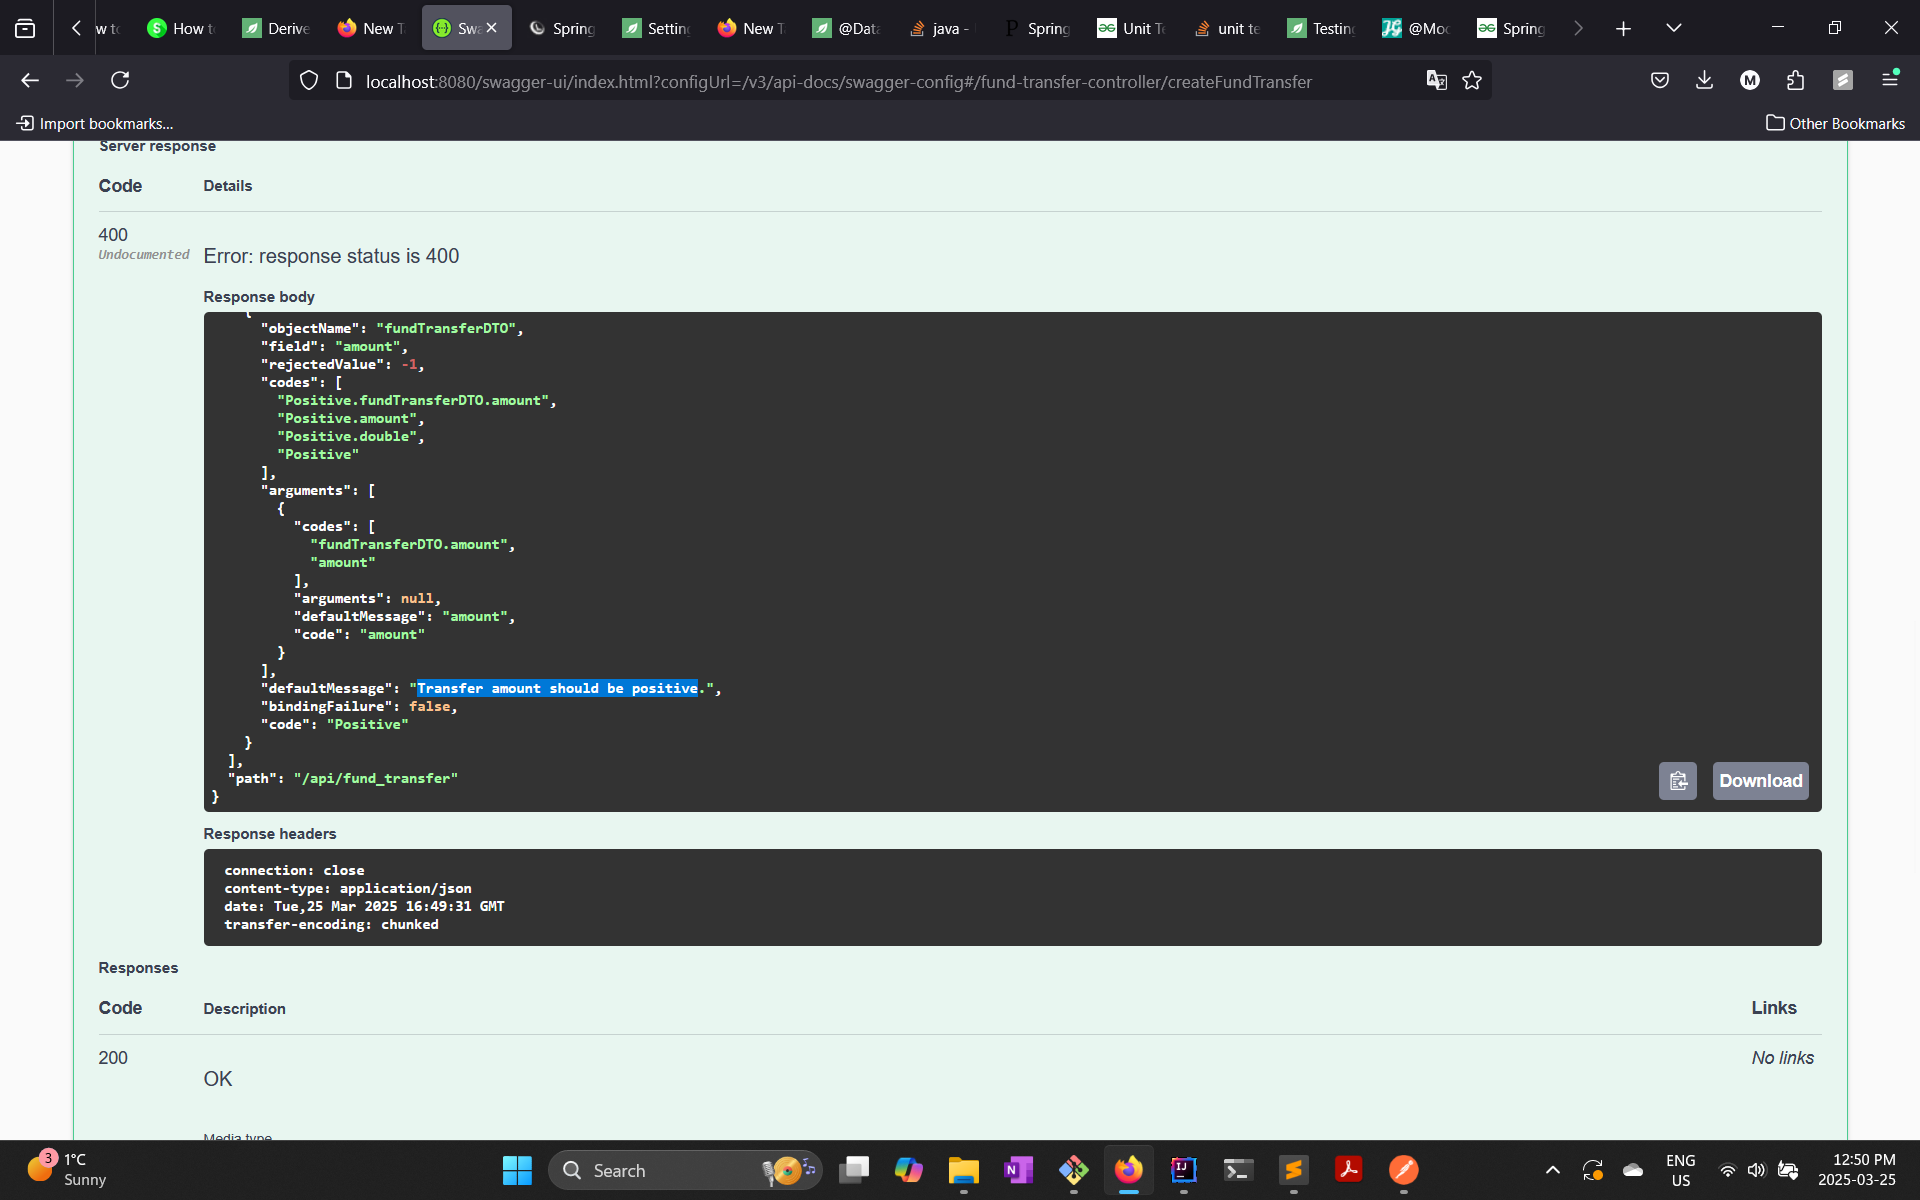 w to
How to
Derive
New T
Swa
Spring
Setting
New T
@Data
java -
Spring
Unit Te
unit te
Testing
@Moc
Spring
localhost:8080/swagger-ui/index.html?configUrl=/v3/api-docs/swagger-config#/fund-transfer-controller/createFundTransfer
Import bookmarks...
Other Bookmarks
Server response
Code Details
400
Undocumented
Error: response status is 400
Response body
{
"objectName": "fundTransferDTO",
"field": "amount",
"rejectedValue": -1,
"codes": [
"Positive.fundTransferDTO.amount",
"Positive.amount",
"Positive.double",
"Positive"
],
"arguments": [
{
"codes": [
"fundTransferDTO.amount",
"amount"
],
"arguments": null,
"defaultMessage": "amount",
"code": "amount"
}
],
"defaultMessage": "Transfer amount should be positive.",
"bindingFailure": false,
"code": "Positive"
}
],
"path": "/api/fund_transfer"
}
Download
Response headers
connection: close
content-type: application/json
date: Tue,25 Mar 2025 16:49:31 GMT
transfer-encoding: chunked
Responses
Code Description Links
200
OK
No links
Media type
3
1°C
Sunny
Search
ENG
US
12:50 PM
2025-03-25